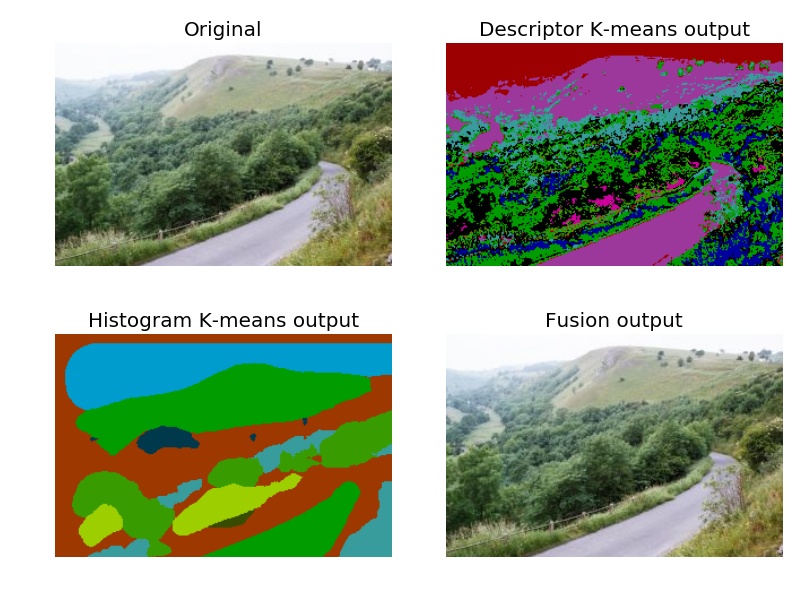 Original
Descriptor K-means output
Histogram K-means output
Fusion output